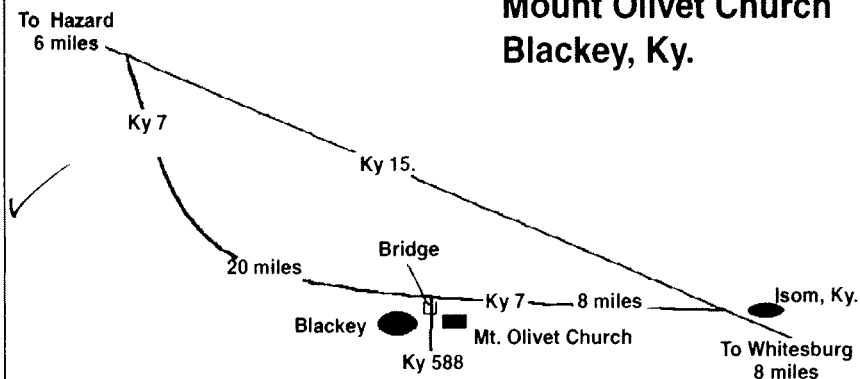 Mount Olivet Church
Blackey, Ky.
To Hazard
6 miles
Ky 7
Ky 15.
20 miles
Bridge
Ky 7
8 miles
Isom, Ky.
Blackey
Mt. Olivet Church
Ky 588
To Whitesburg
8 miles